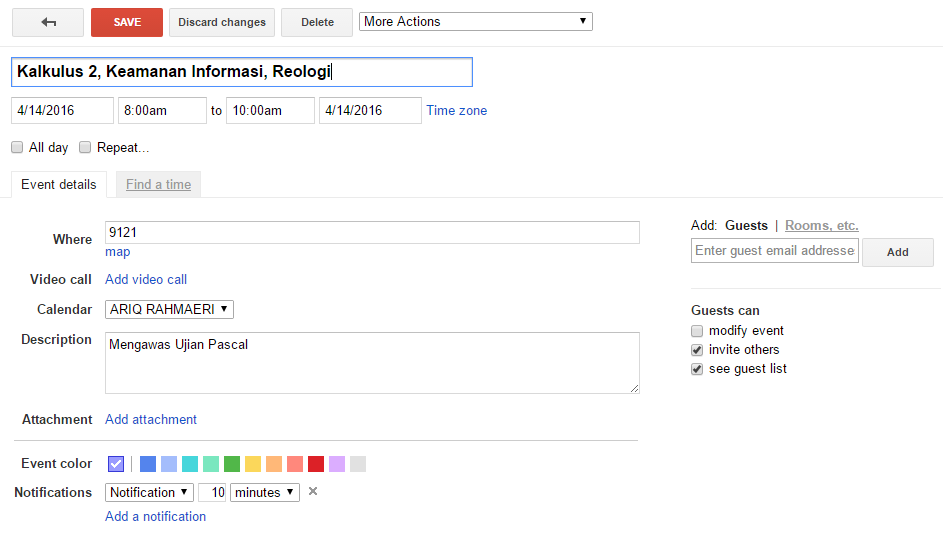 SAVE Discard changes Delete More Actions
Kalkulus 2, Keamanan Informasi, Reologi
4/14/2016 8:00am to 10:00am 4/14/2016 Time zone
All day Repeat...
Event details Find a time
Where 9121
map
Video call Add video call
Calendar ARIQ RAHMAERI
Description Mengawas Ujian Pascal
Attachment Add attachment
Event color
Notifications Notification 10 minutes
Add a notification
Add: Guests | Rooms, etc.
Enter guest email addresse Add
Guests can
modify event
invite others
see guest list